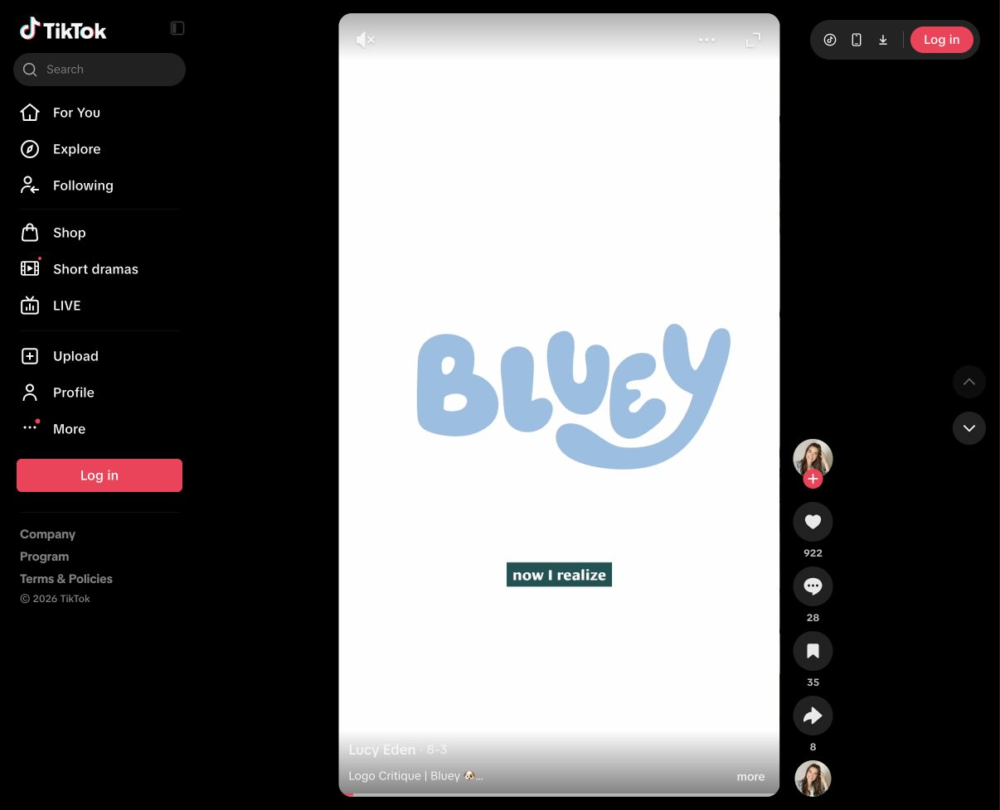 TikTok
Search
For You
Explore
Following
Shop
Short dramas
LIVE
Upload
Profile
More
Log in
Company
Program
Terms & Policies
© 2026 TikTok
BLUEY
now I realize
Lucy Eden · 8-3
Logo Critique | Bluey 🐶...
more
Log in
922
28
35
8